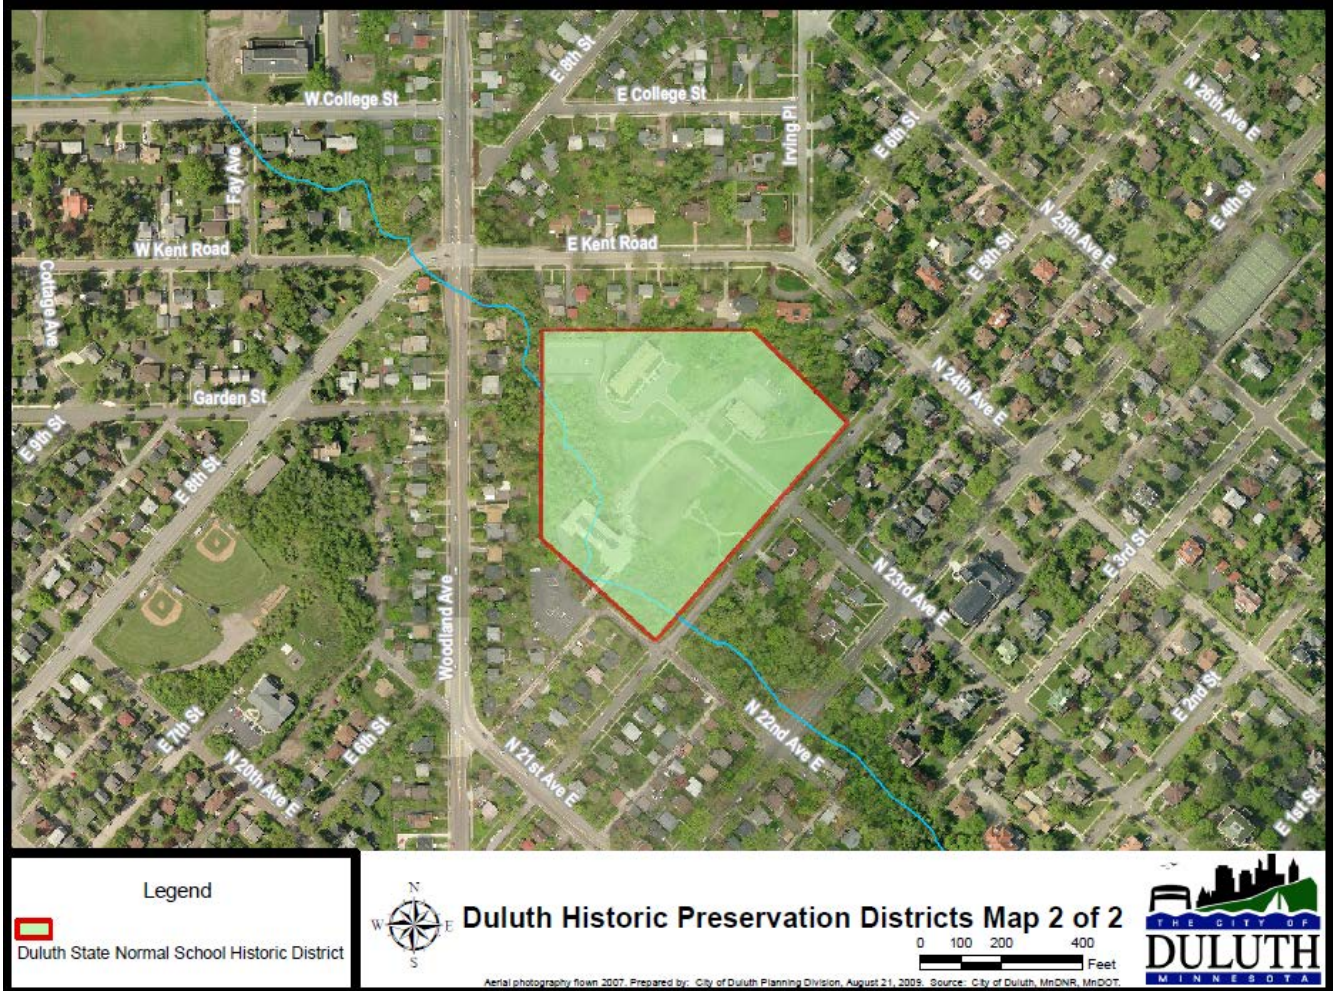 E 8th St
W College St
E College St
N 26th Ave E
Irving Pl
E 6th St
Fay Ave
E 4th St
N 25th Ave E
W Kent Road
E Kent Road
E 5th St
Cottage Ave
N 24th Ave E
Garden St
E 9th St
E 8th St
E 3rd St
N 23rd Ave E
Woodland Ave
E 2nd St
E 7th St
E 6th St
N 22nd Ave E
N 20th Ave E
N 21st Ave E
E 1st St
Legend
Duluth State Normal School Historic District
N
W
E
S
Duluth Historic Preservation Districts Map 2 of 2
0 100 200 400
Feet
Aerial photography flown 2007. Prepared by: City of Duluth Planning Division, August 21, 2009. Source: City of Duluth, MnDNR, MnDOT.
THE CITY OF
DULUTH
MINNESOTA